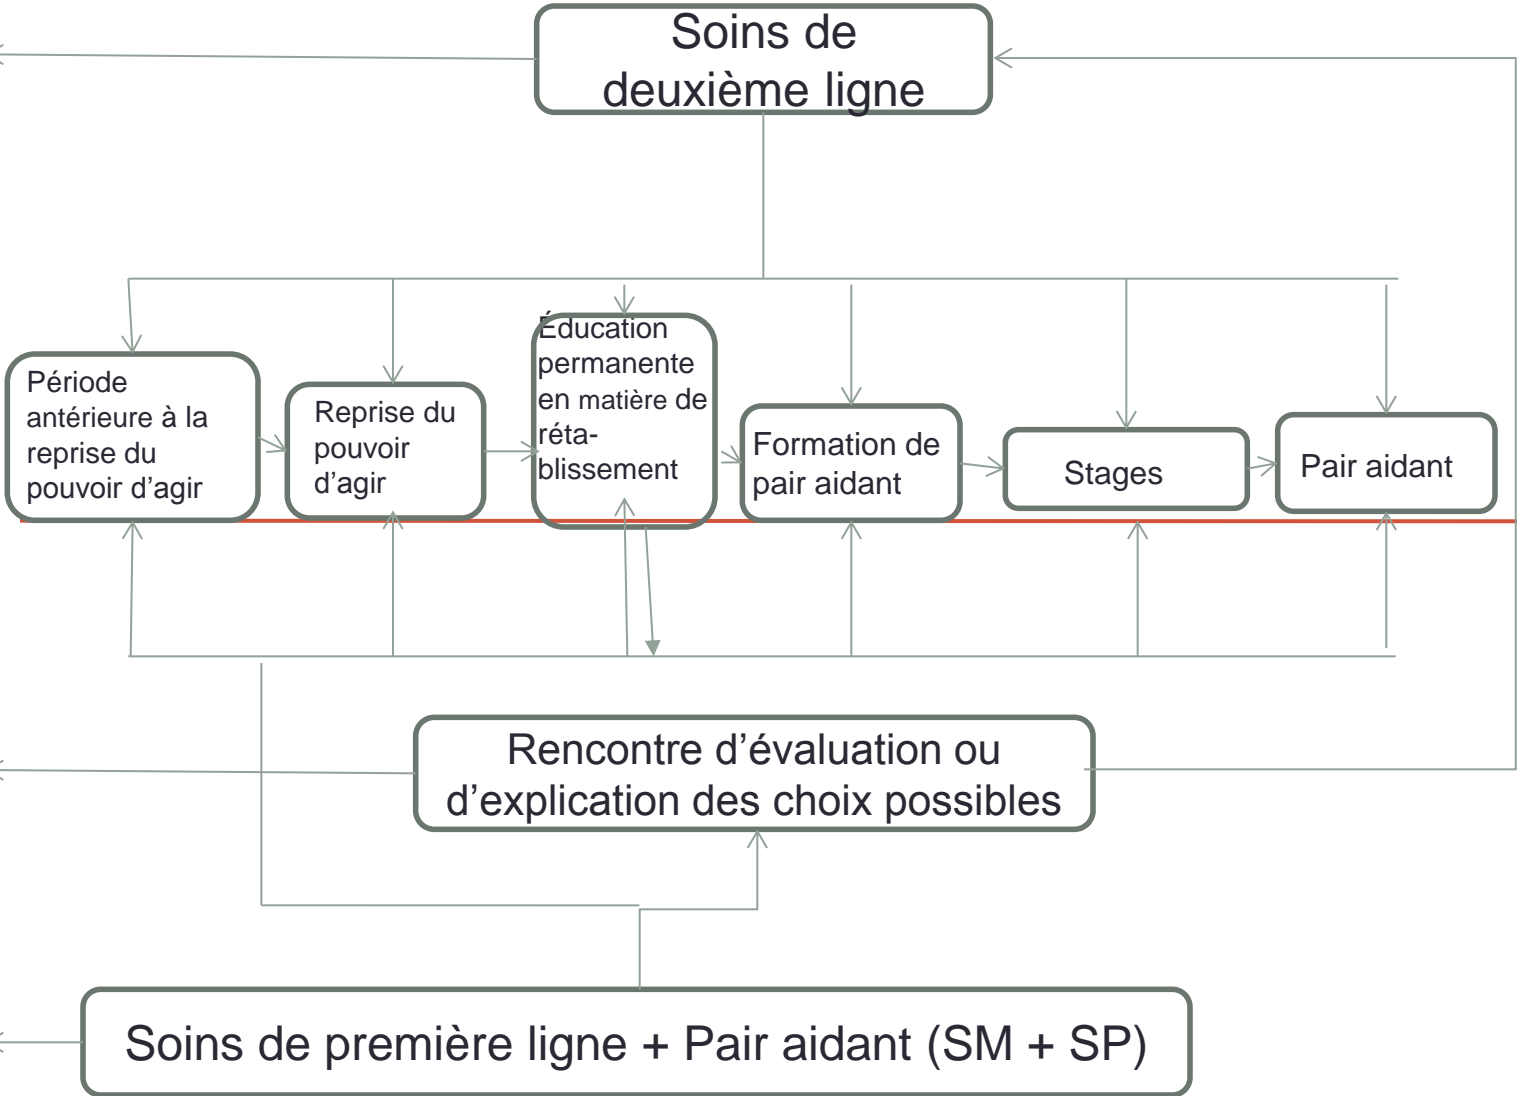 Soins de
deuxième ligne
Période
antérieure à la
reprise du
pouvoir d’agir
Reprise du
pouvoir
d’agir
Éducation
permanente
en matière de
réta-
blissement
Formation de
pair aidant
Stages
Pair aidant
Rencontre d’évaluation ou
d’explication des choix possibles
Soins de première ligne + Pair aidant (SM + SP)